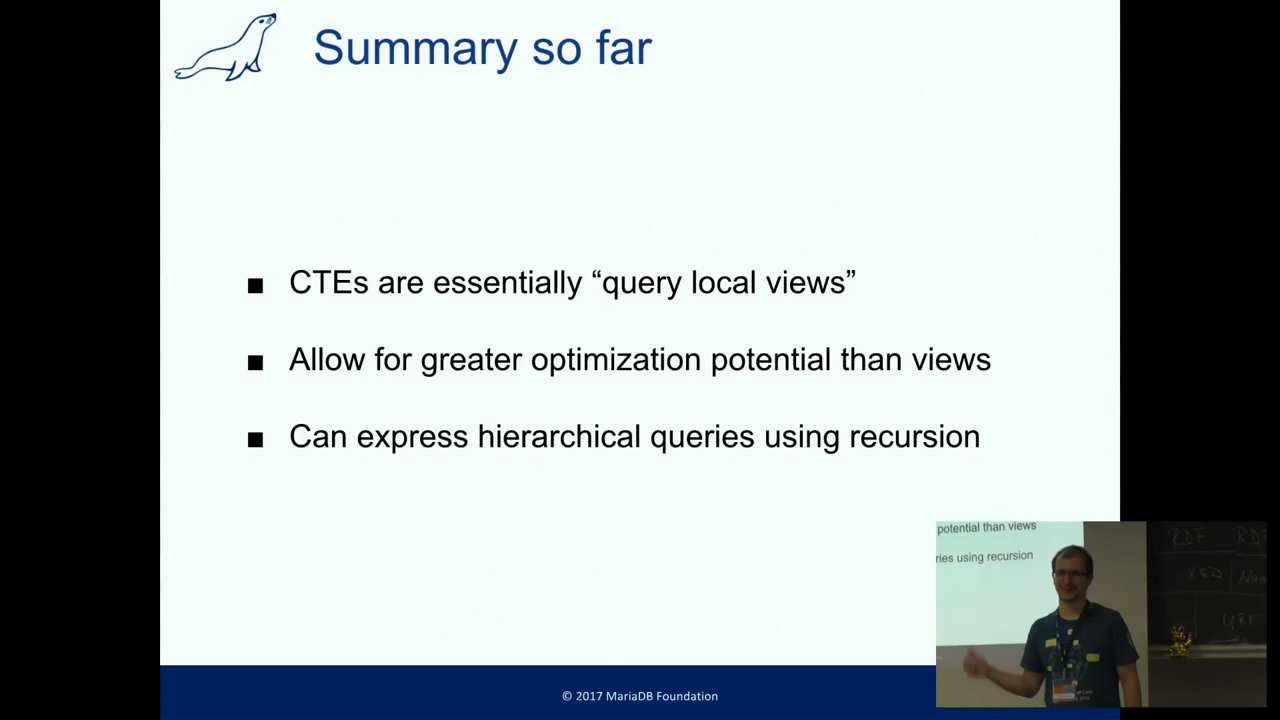 Summary so far
■ CTEs are essentially “query local views”
■ Allow for greater optimization potential than views
■ Can express hierarchical queries using recursion
© 2017 MariaDB Foundation
potential than views
ries using recursion
RDF